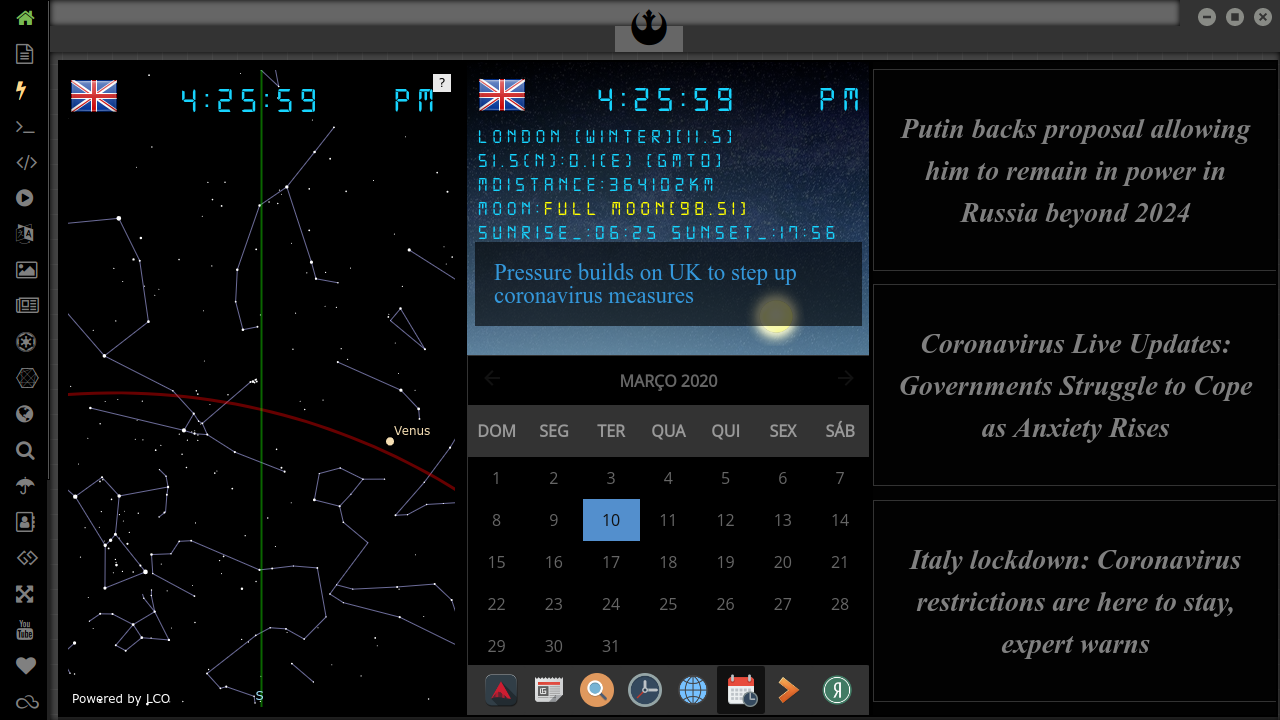 4:25:59 PM
?
Venus
S
Powered by LCO
4:25:59 PM
LONDON [WINTER][11.5]
51.5(N):0.1(E) [GMT0]
MDISTANCE:364102KM
MOON:FULL MOON[98.51]
SUNRISE_:06:25 SUNSET_:17:56
Pressure builds on UK to step up
coronavirus measures
MARÇO 2020
DOM SEG TER QUA QUI SEX SÁB
1 2 3 4 5 6 7
8 9 10 11 12 13 14
15 16 17 18 19 20 21
22 23 24 25 26 27 28
29 30 31
Putin backs proposal allowing
him to remain in power in
Russia beyond 2024
Coronavirus Live Updates:
Governments Struggle to Cope
as Anxiety Rises
Italy lockdown: Coronavirus
restrictions are here to stay,
expert warns
You
Tube
Я